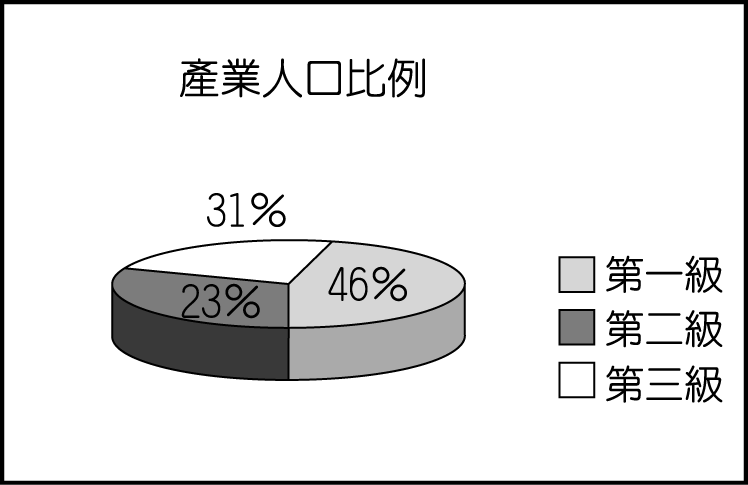 產業人口比例
31%
23%
46%
第一級
第二級
第三級